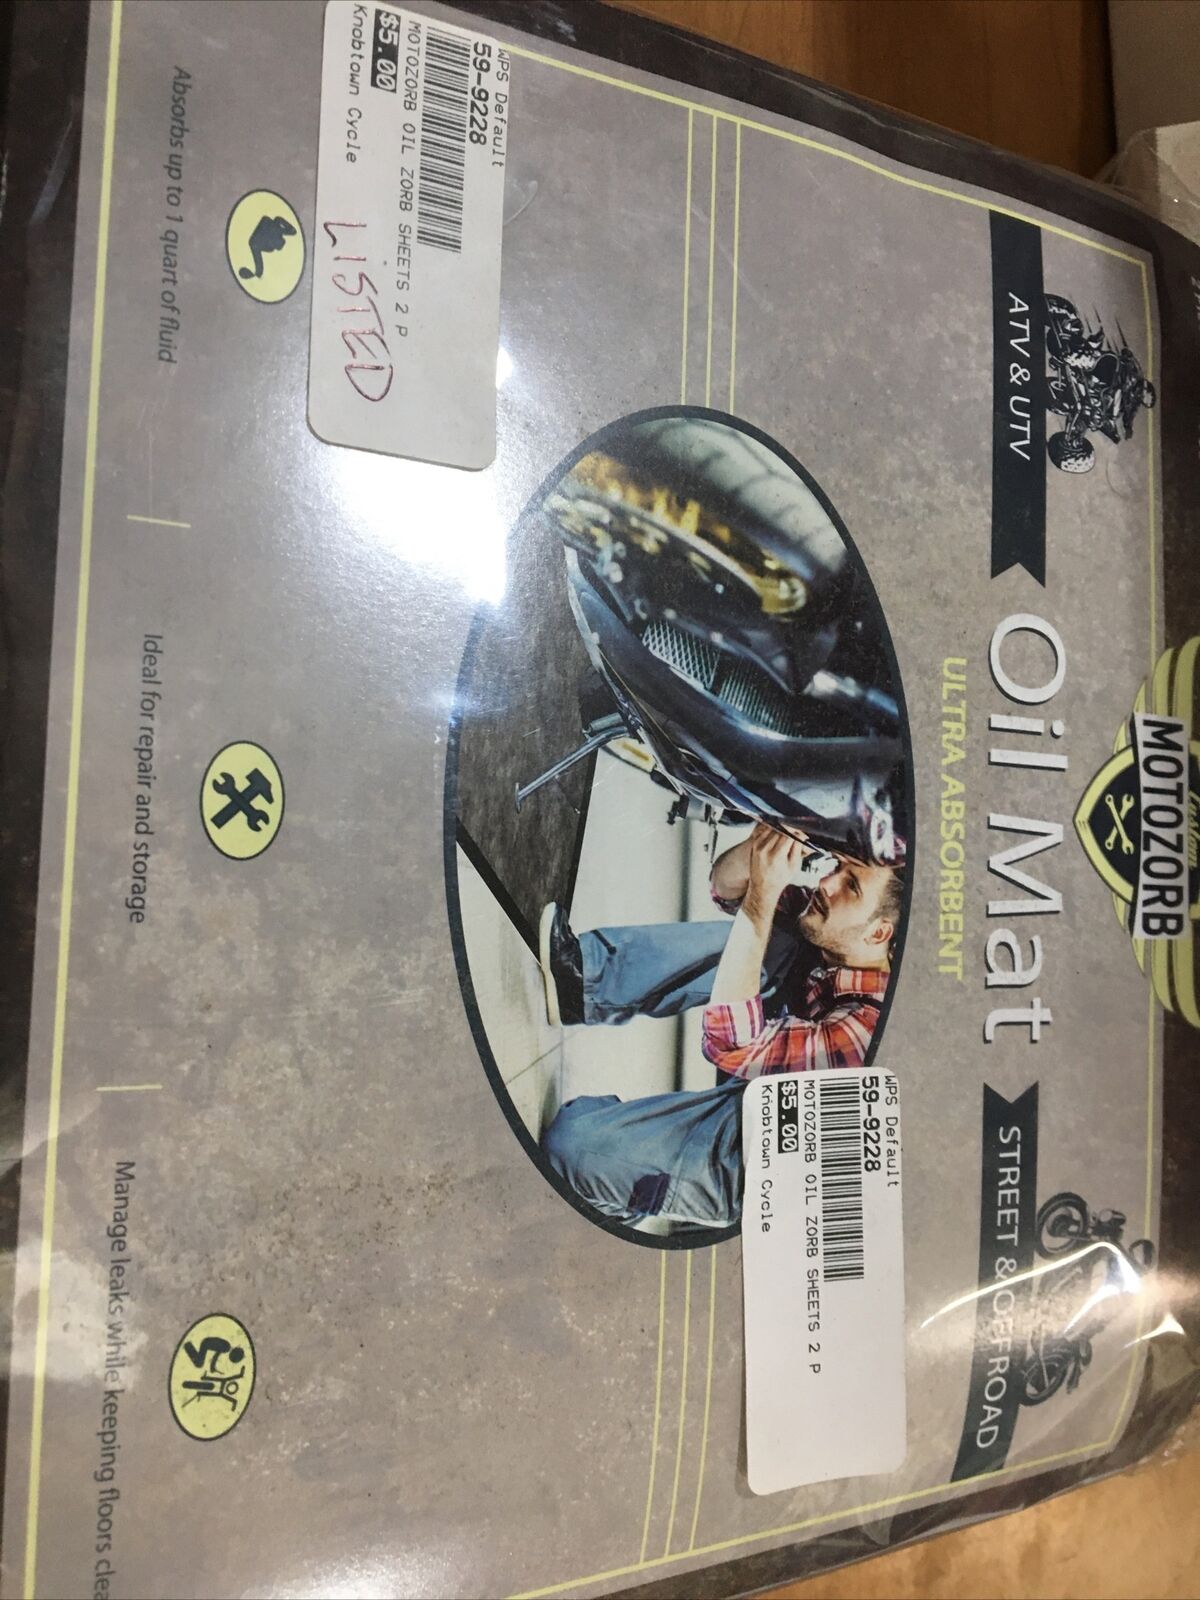 MOTOZORB
ATV & UTV
Oil Mat
STREET & OFFROAD
ULTRA ABSORBENT
WPS Default
59-9228
MOTOZORB OIL ZORB SHEETS 2 P
$5.00
Knobtown Cycle
LISTED
WPS Default
59-9228
MOTOZORB OIL ZORB SHEETS 2 P
$5.00
Knobtown Cycle
Absorbs up to 1 quart of fluid
Ideal for repair and storage
Manage leaks while keeping floors clea